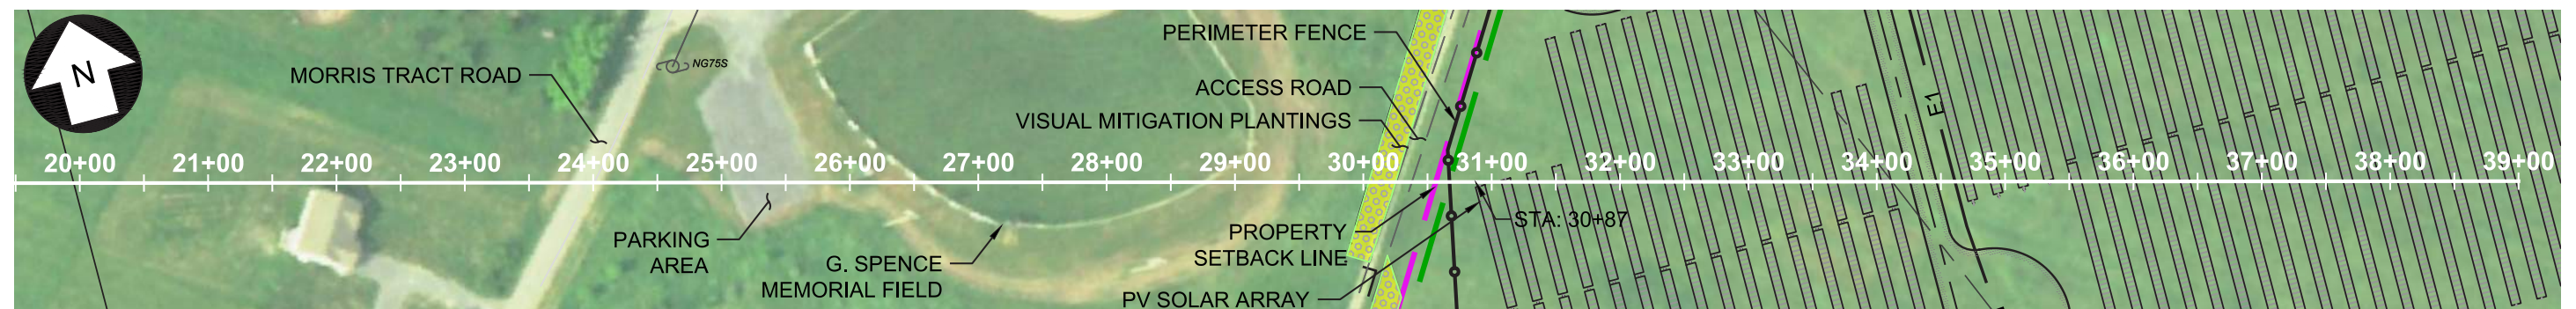 N
MORRIS TRACT ROAD
NG75S
PERIMETER FENCE
ACCESS ROAD
VISUAL MITIGATION PLANTINGS
E1
20+00 21+00 22+00 23+00 24+00 25+00 26+00 27+00 28+00 29+00 30+00 31+00 32+00 33+00 34+00 35+00 36+00 37+00 38+00 39+00
PARKING
AREA
G. SPENCE
MEMORIAL FIELD
PROPERTY
SETBACK LINE
PV SOLAR ARRAY
STA: 30+87